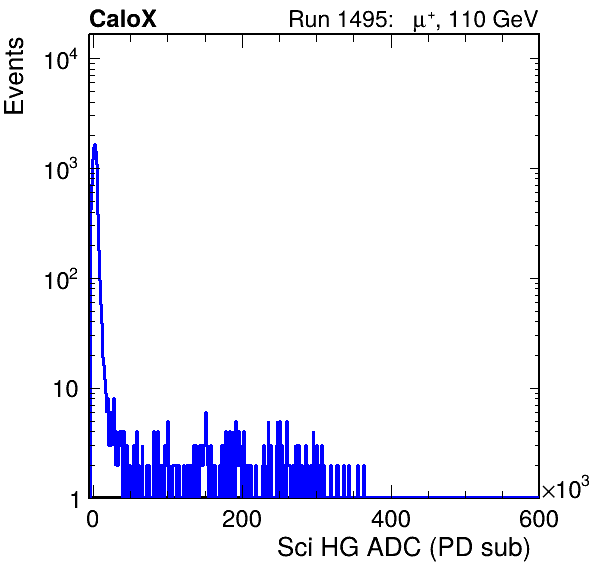 CaloX Run 1495: μ⁺, 110 GeV
Events
10⁴
10³
10²
10
1
0 200 400 600
×10³
Sci HG ADC (PD sub)